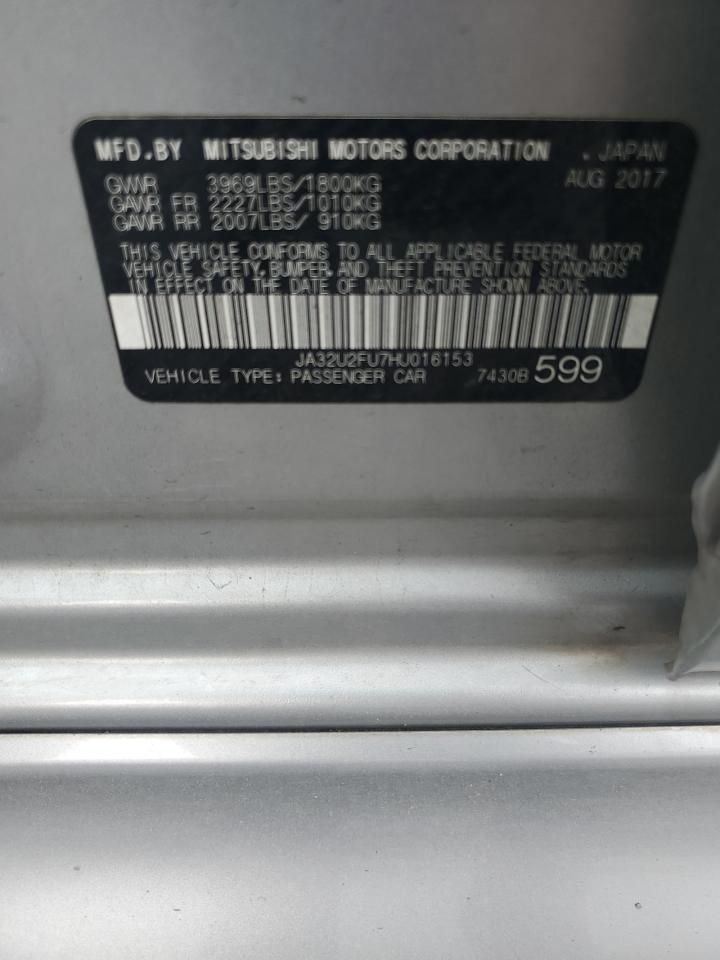 MFD.BY MITSUBISHI MOTORS CORPORATION . JAPAN
GVWR 3969LBS/1800KG AUG 2017
GAWR FR 2227LBS/1010KG
GAWR RR 2007LBS/ 910KG
THIS VEHICLE CONFORMS TO ALL APPLICABLE FEDERAL MOTOR
VEHICLE SAFETY, BUMPER, AND THEFT PREVENTION STANDARDS
IN EFFECT ON THE DATE OF MANUFACTURE SHOWN ABOVE.
JA32U2FU7HU016153
VEHICLE TYPE: PASSENGER CAR 7430B 599